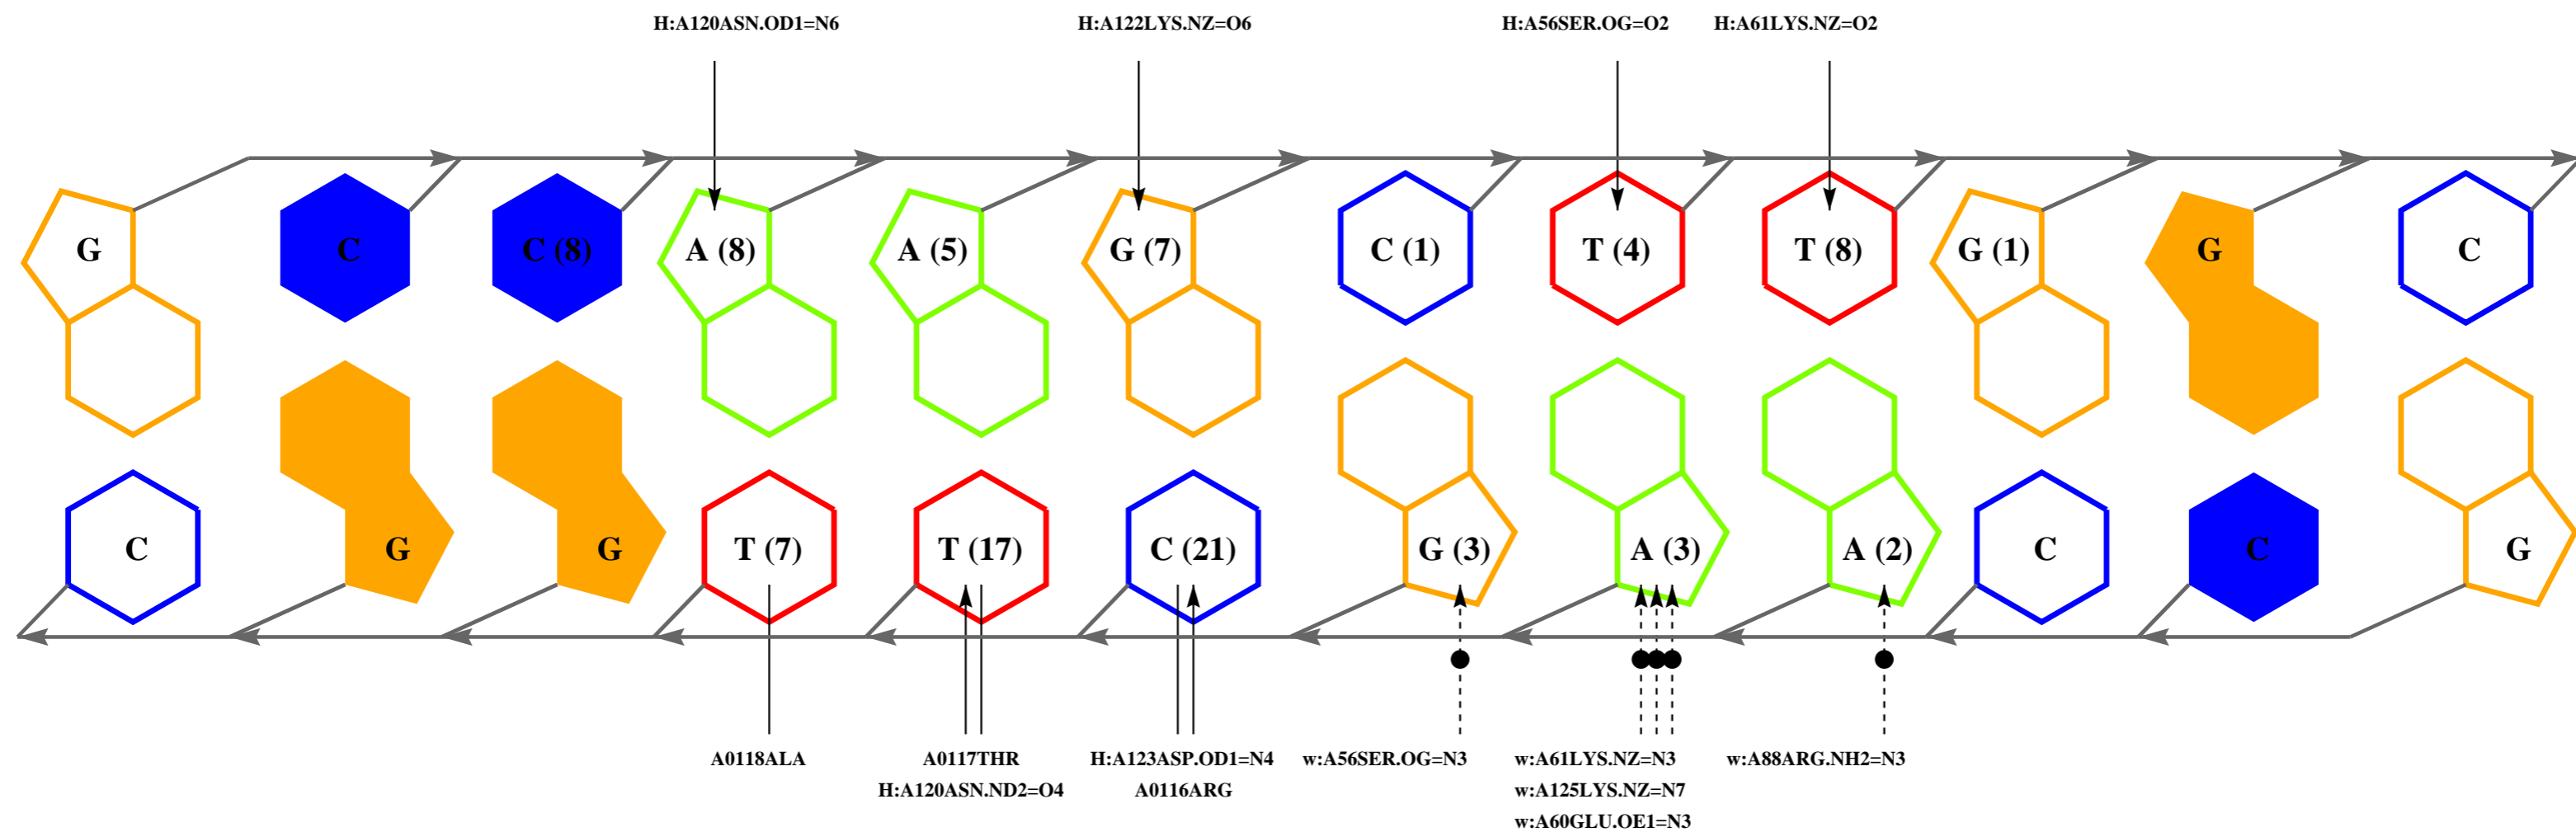 H:A120ASN.OD1=N6 H:A122LYS.NZ=O6 H:A56SER.OG=O2 H:A61LYS.NZ=O2
G C C (8) A (8) A (5) G (7) C (1) T (4) T (8) G (1) G C
C G G T (7) T (17) C (21) G (3) A (3) A (2) C C G
A0118ALA A0117THR H:A123ASP.OD1=N4 w:A56SER.OG=N3 w:A61LYS.NZ=N3 w:A88ARG.NH2=N3
H:A120ASN.ND2=O4 A0116ARG w:A125LYS.NZ=N7
w:A60GLU.OE1=N3